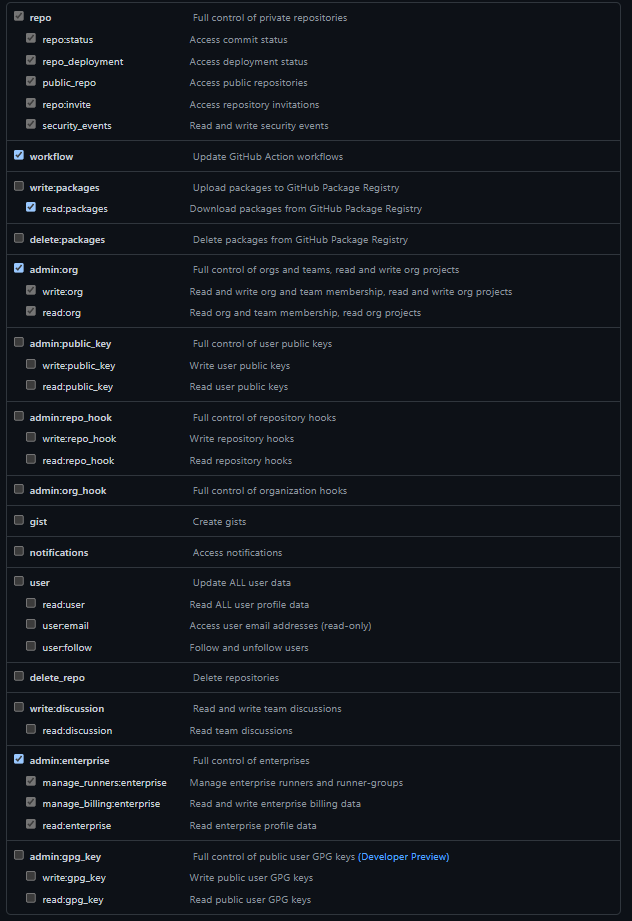 repo Full control of private repositories
repo:status Access commit status
repo_deployment Access deployment status
public_repo Access public repositories
repo:invite Access repository invitations
security_events Read and write security events
workflow Update GitHub Action workflows
write:packages Upload packages to GitHub Package Registry
read:packages Download packages from GitHub Package Registry
delete:packages Delete packages from GitHub Package Registry
admin:org Full control of orgs and teams, read and write org projects
write:org Read and write org and team membership, read and write org projects
read:org Read org and team membership, read org projects
admin:public_key Full control of user public keys
write:public_key Write user public keys
read:public_key Read user public keys
admin:repo_hook Full control of repository hooks
write:repo_hook Write repository hooks
read:repo_hook Read repository hooks
admin:org_hook Full control of organization hooks
gist Create gists
notifications Access notifications
user Update ALL user data
read:user Read ALL user profile data
user:email Access user email addresses (read-only)
user:follow Follow and unfollow users
delete_repo Delete repositories
write:discussion Read and write team discussions
read:discussion Read team discussions
admin:enterprise Full control of enterprises
manage_runners:enterprise Manage enterprise runners and runner-groups
manage_billing:enterprise Read and write enterprise billing data
read:enterprise Read enterprise profile data
admin:gpg_key Full control of public user GPG keys (Developer Preview)
write:gpg_key Write public user GPG keys
read:gpg_key Read public user GPG keys